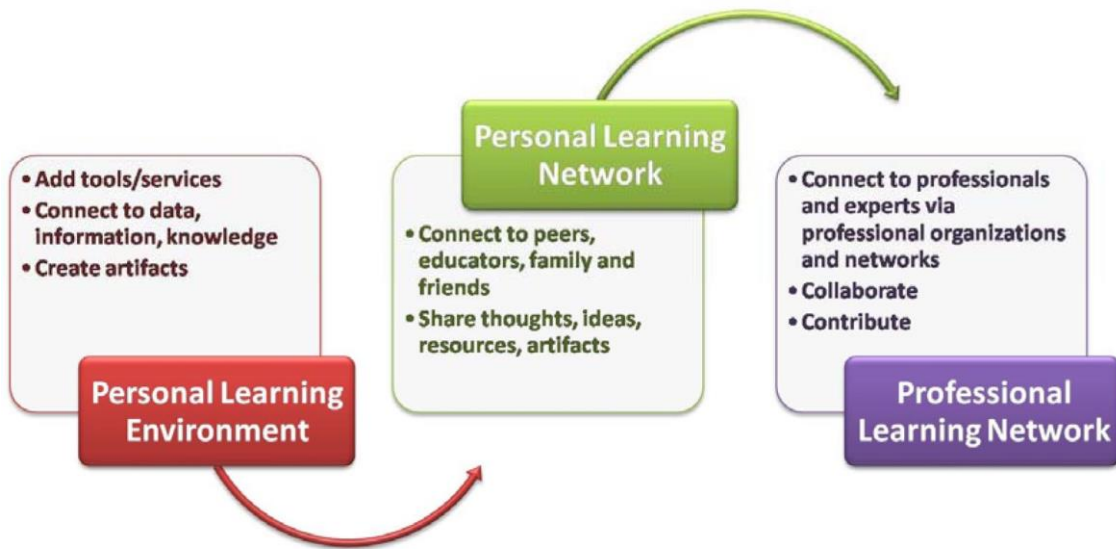 • Add tools/services
• Connect to data,
information, knowledge
• Create artifacts
Personal Learning
Environment
Personal Learning
Network
• Connect to peers,
educators, family and
friends
• Share thoughts, ideas,
resources, artifacts
• Connect to professionals
and experts via
professional organizations
and networks
• Collaborate
• Contribute
Professional
Learning Network